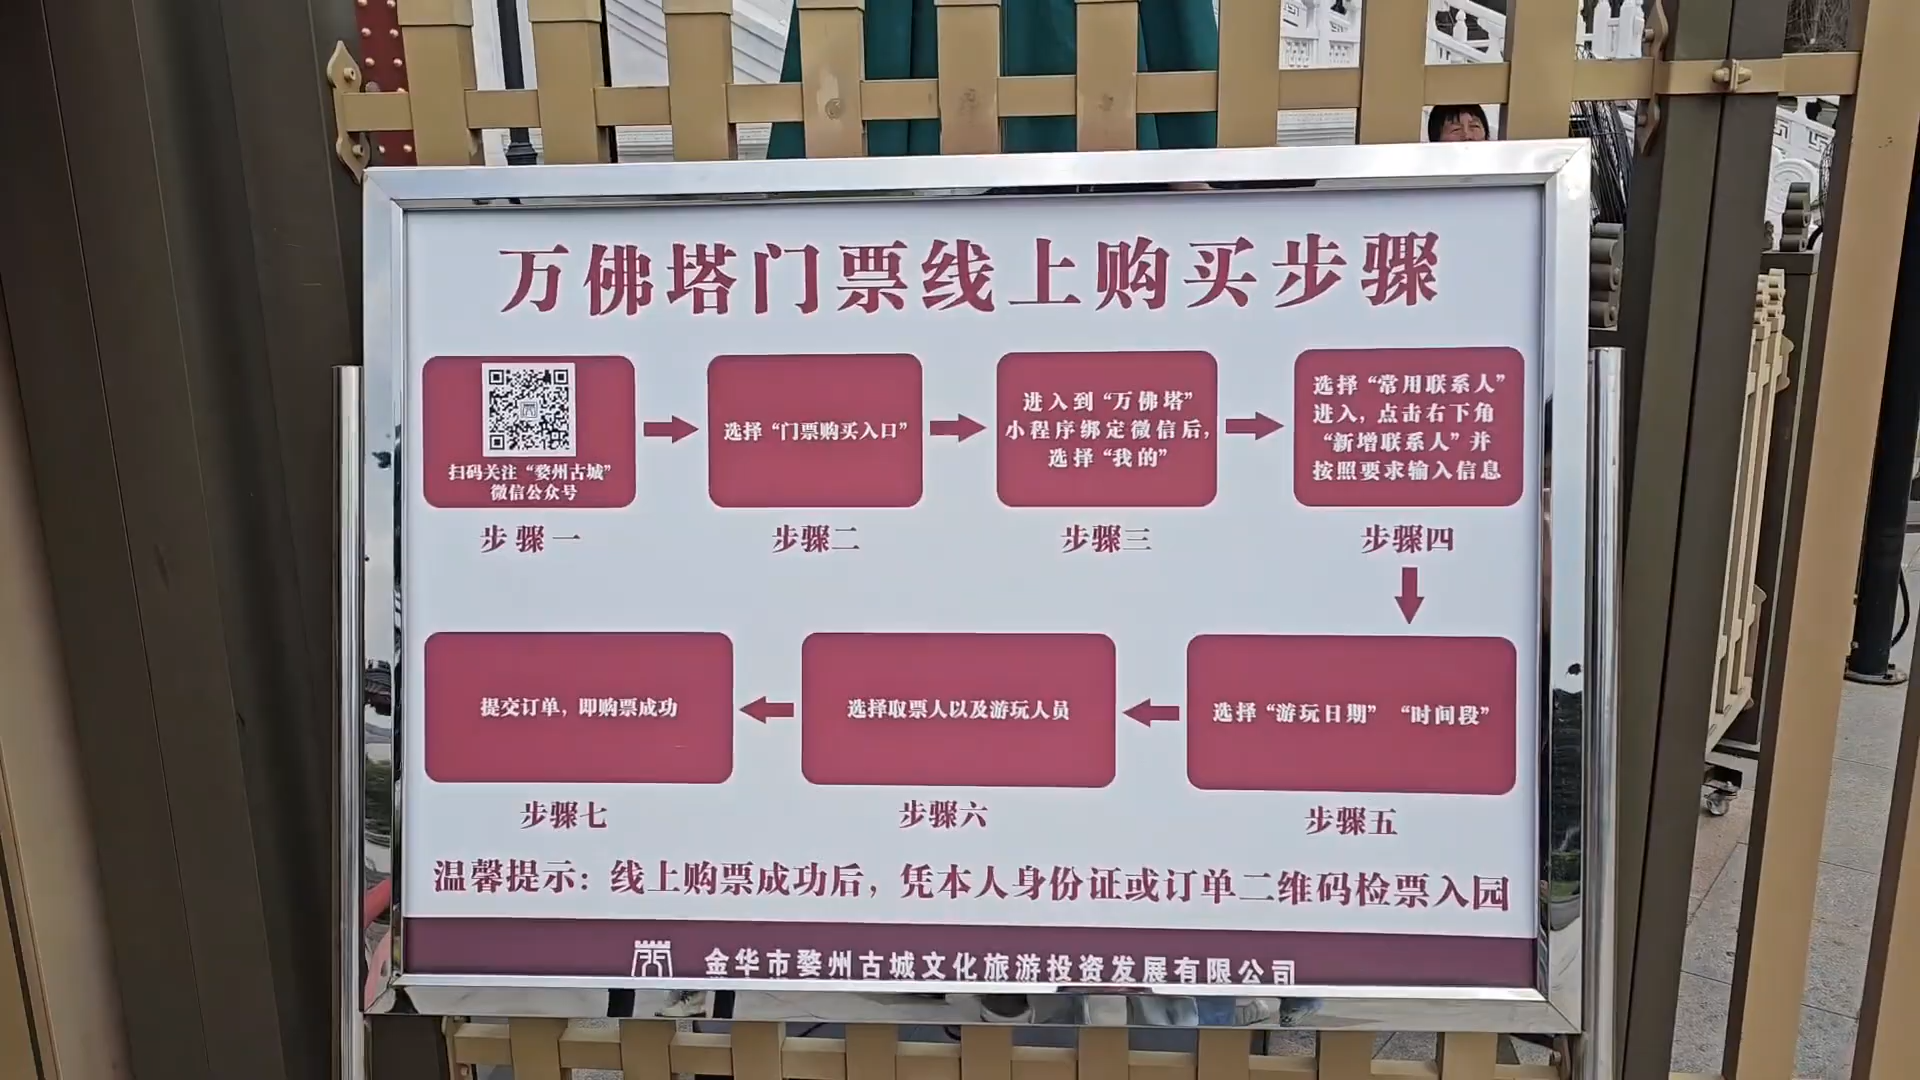 万佛塔门票线上购买步骤
扫码关注“婺州古城”
微信公众号
步骤一
选择“门票购买入口”
步骤二
进入到“万佛塔”
小程序绑定微信后，
选择“我的”
步骤三
选择“常用联系人”
进入，点击右下角
“新增联系人”并
按照要求输入信息
步骤四
选择“游玩日期” “时间段”
步骤五
选择取票人以及游玩人员
步骤六
提交订单，即购票成功
步骤七
温馨提示：线上购票成功后，凭本人身份证或订单二维码检票入园
金华市婺州古城文化旅游投资发展有限公司